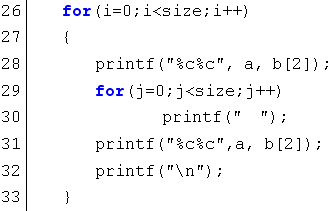 26 for(i=0;i<size;i++)
27 {
28 printf("%c%c", a, b[2]);
29 for(j=0;j<size;j++)
30 printf("  ");
31 printf("%c%c",a, b[2]);
32 printf("\n");
33 }